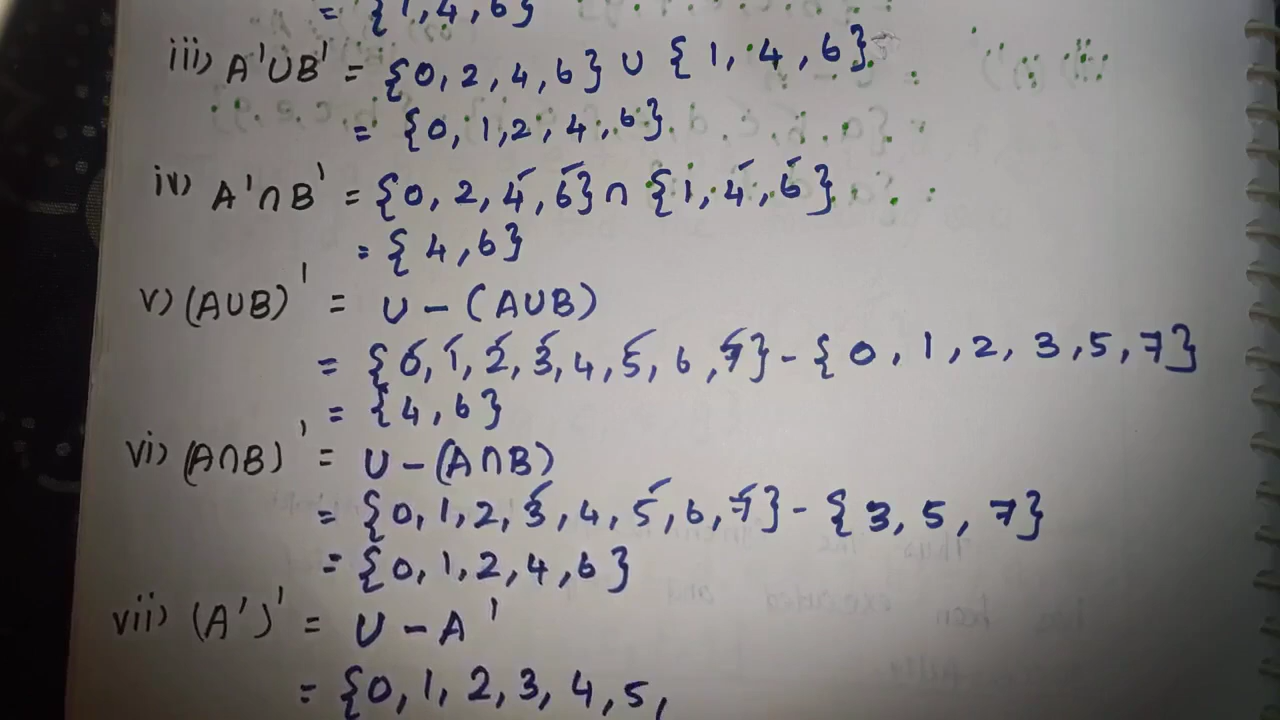 = {1, 4, 6}
iii) A'∪B' = {0, 2, 4, 6} ∪ {1, 4, 6}
= {0, 1, 2, 4, 6}
iv) A'∩B' = {0, 2, 4, 6} ∩ {1, 4, 6}
= {4, 6}
v) (A∪B)' = U - (A∪B)
= {0, 1, 2, 3, 4, 5, 6, 7} - {0, 1, 2, 3, 5, 7}
= {4, 6}
vi) (A∩B)' = U - (A∩B)
= {0, 1, 2, 3, 4, 5, 6, 7} - {3, 5, 7}
= {0, 1, 2, 4, 6}
vii) (A')' = U - A'
= {0, 1, 2, 3, 4, 5,